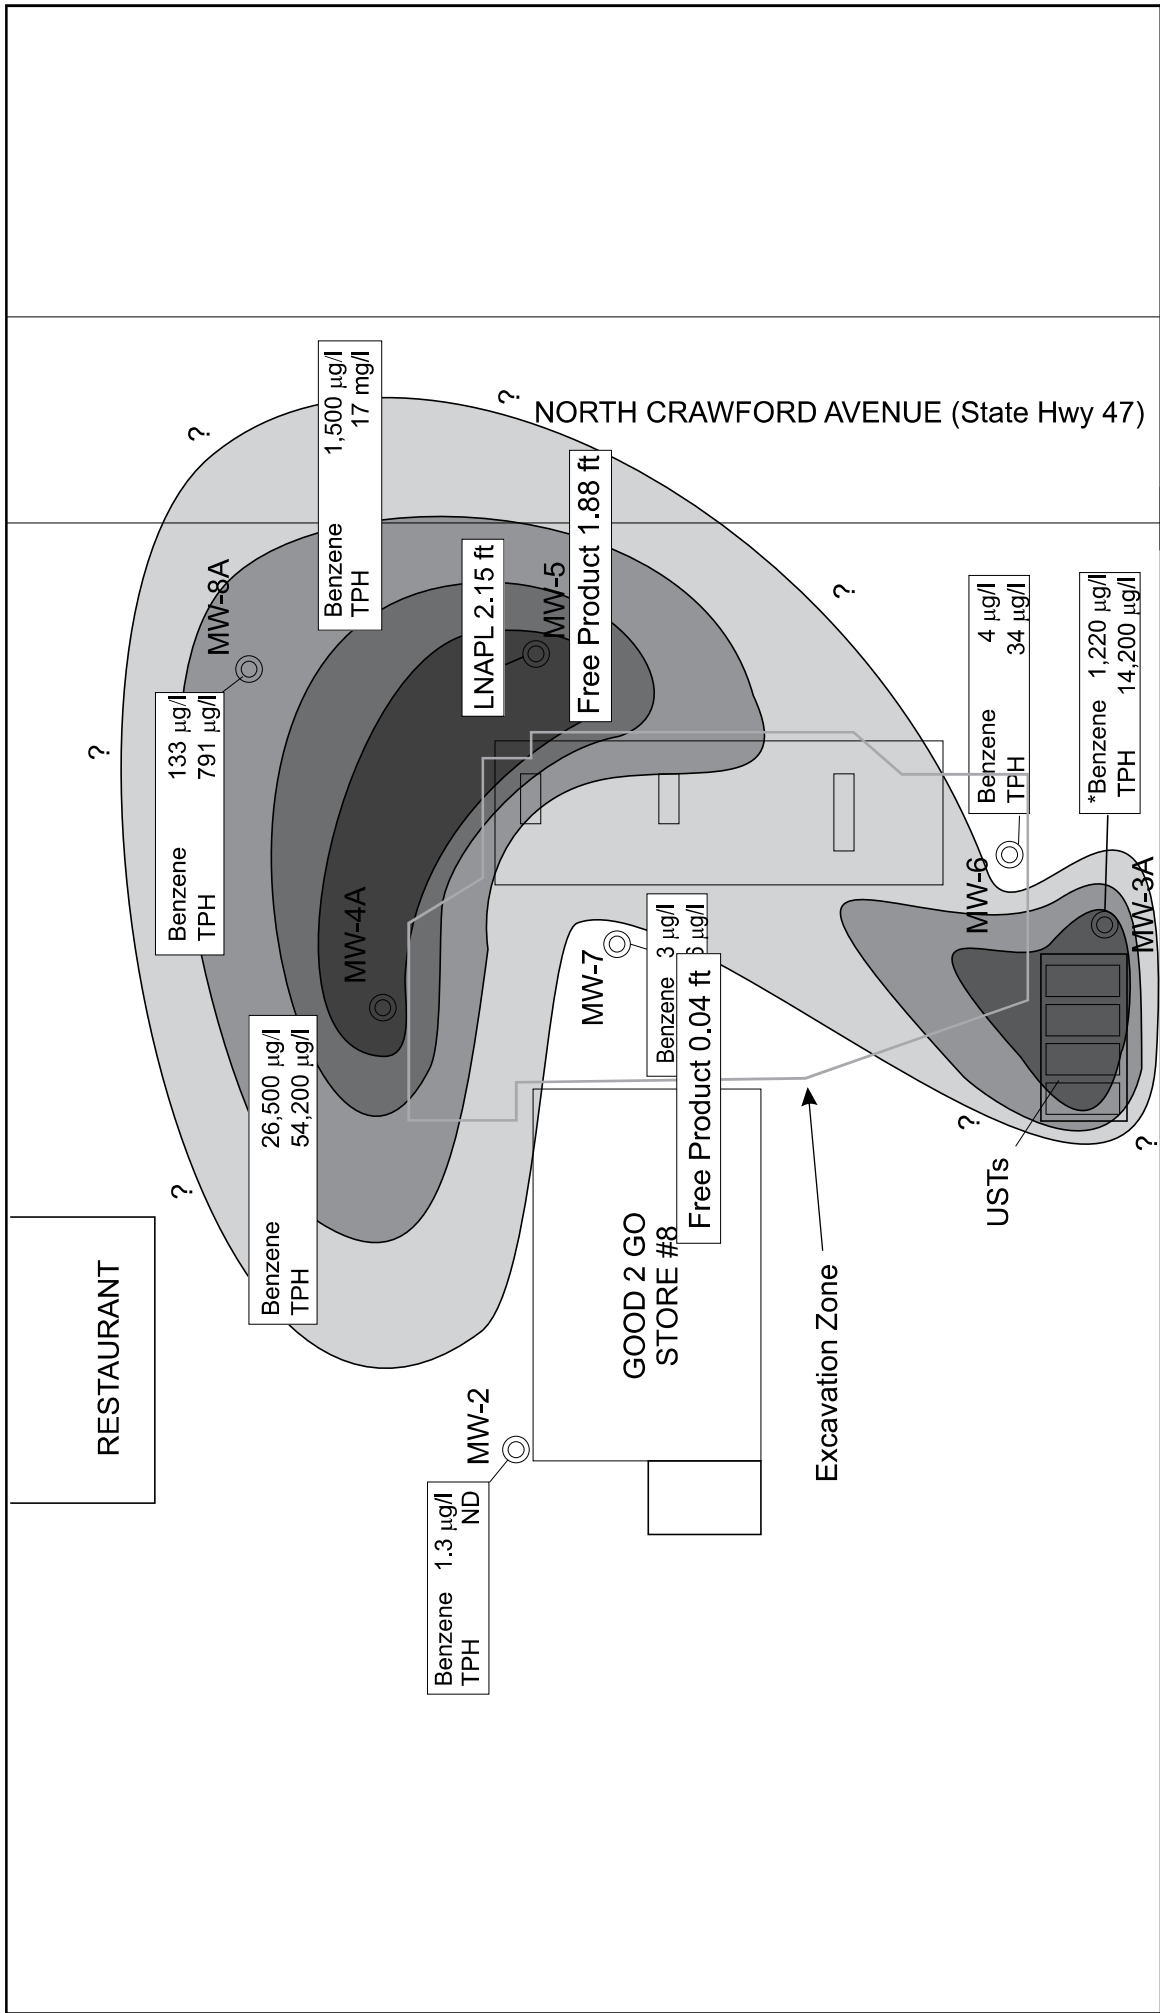 NORTH CRAWFORD AVENUE (State Hwy 47)
?
?
?
?
?
?
?
MW-8A
Benzene 133 µg/l
TPH 791 µg/l
Benzene 1,500 µg/l
TPH 17 mg/l
LNAPL 2.15 ft
MW-5
Free Product 1.88 ft
MW-4A
Benzene 26,500 µg/l
TPH 54,200 µg/l
MW-7
Benzene 3 µg/l
µg/l
Free Product 0.04 ft
MW-6
Benzene 4 µg/l
TPH 34 µg/l
*Benzene 1,220 µg/l
TPH 14,200 µg/l
MW-3A
USTs
RESTAURANT
GOOD 2 GO
STORE #8
Excavation Zone
MW-2
Benzene 1.3 µg/l
TPH ND